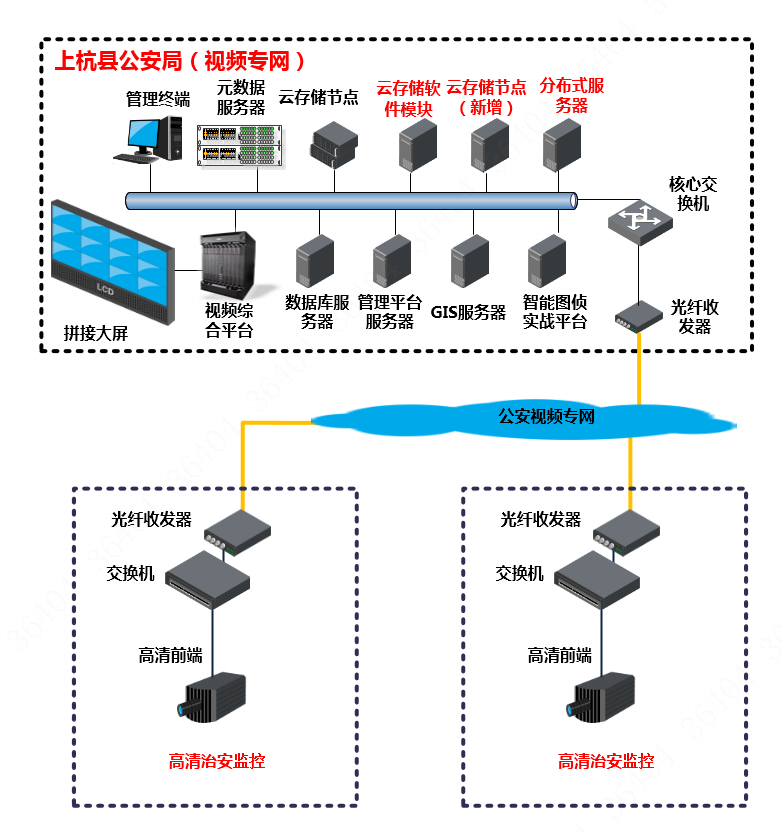 上杭县公安局（视频专网）
管理终端
元数据
服务器
云存储节点
云存储软
件模块
云存储节点
（新增）
分布式服
务器
核心交
换机
LCD
拼接大屏
视频综
合平台
数据库服
务器
管理平台
服务器
GIS服务器
智能图侦
实战平台
光纤收
发器
公安视频专网
光纤收发器
交换机
高清前端
高清治安监控
光纤收发器
交换机
高清前端
高清治安监控